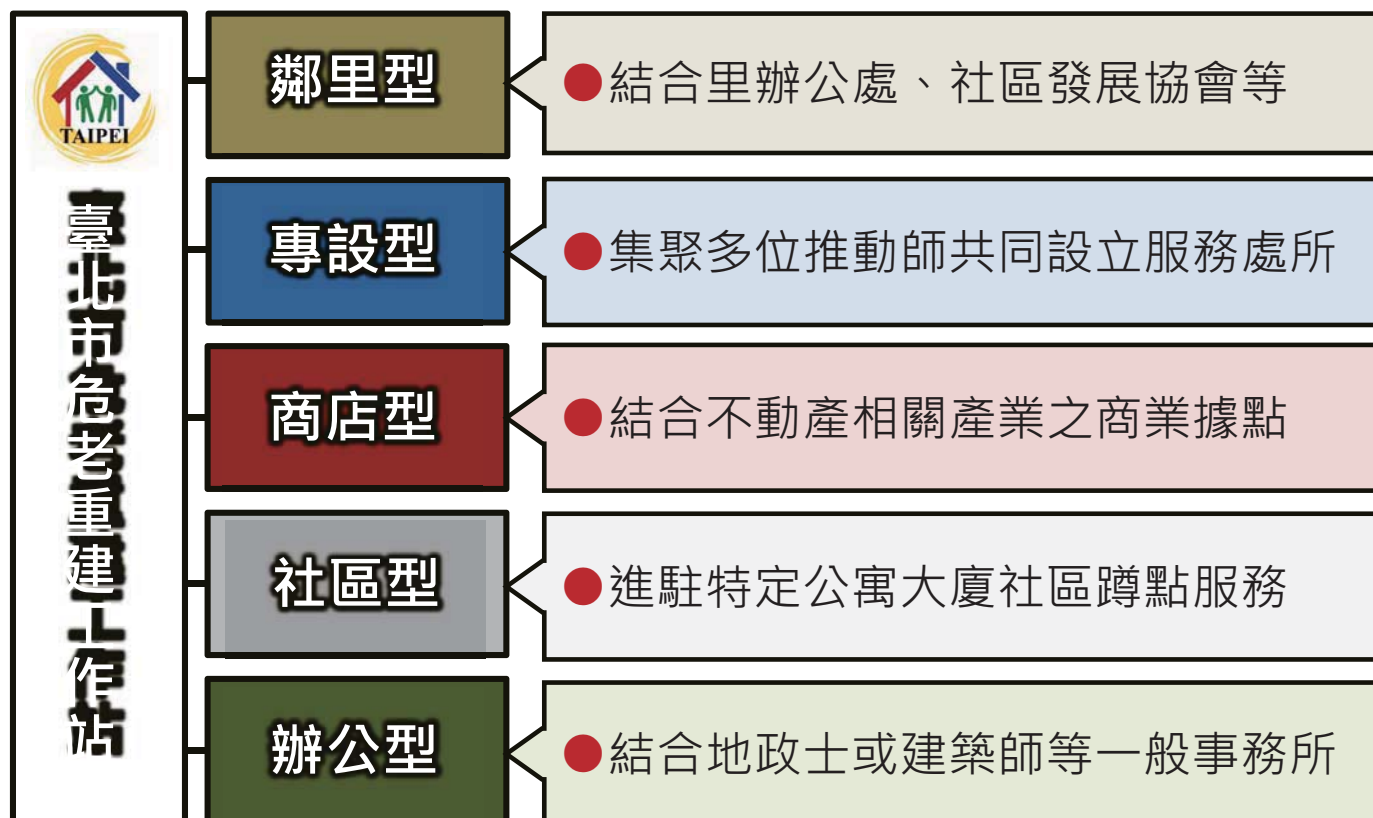 TAIPEI
臺北市危老重建工作站
鄰里型
●結合里辦公處、社區發展協會等
專設型
●集聚多位推動師共同設立服務處所
商店型
●結合不動產相關產業之商業據點
社區型
●進駐特定公寓大廈社區蹲點服務
辦公型
●結合地政士或建築師等一般事務所